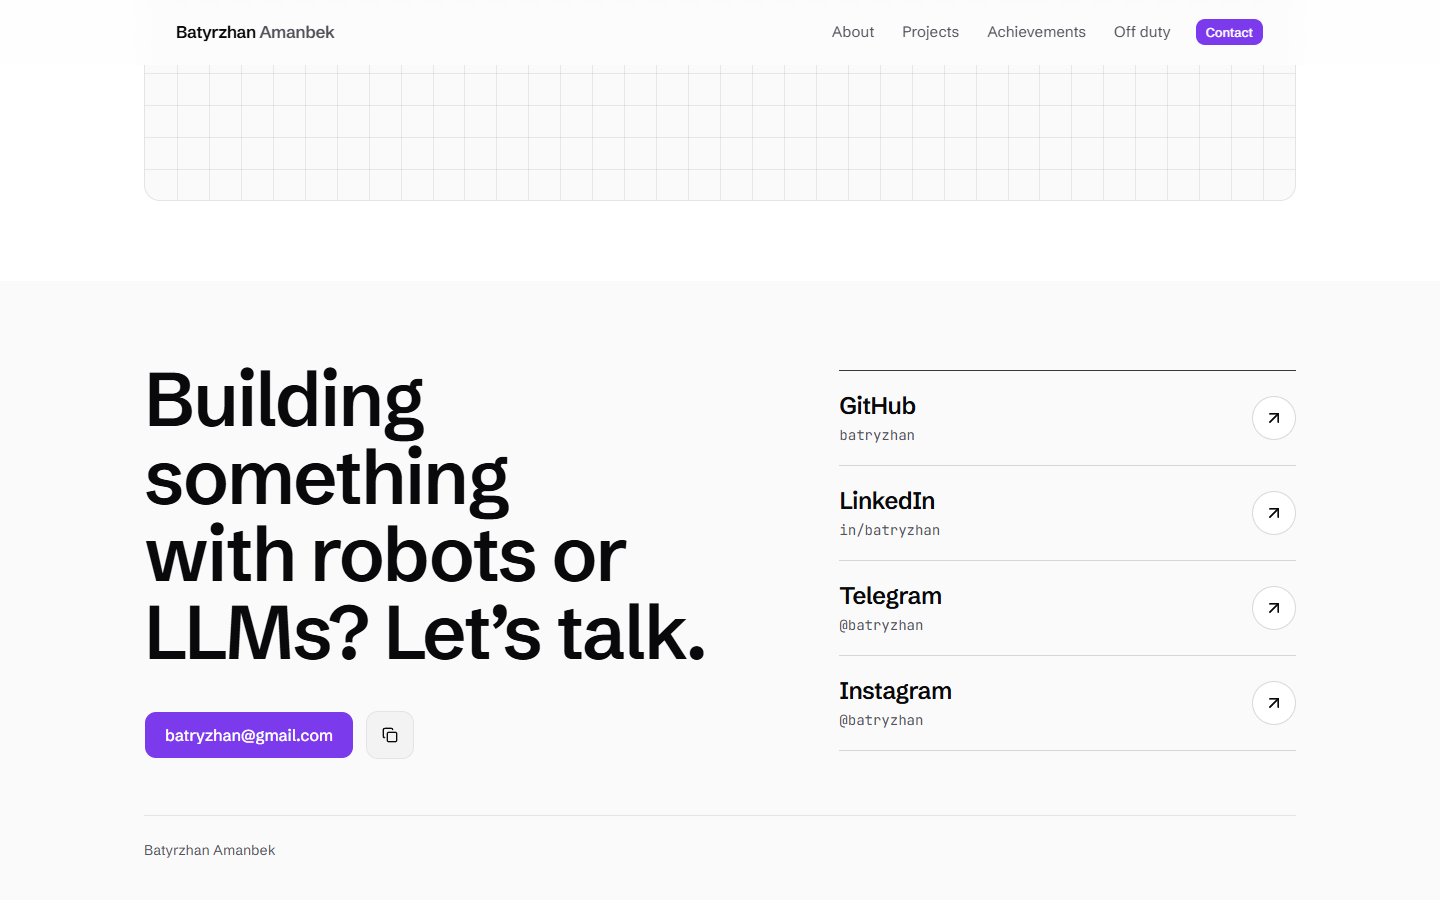 Batyrzhan Amanbek
About
Projects
Achievements
Off duty
Contact
Building
something
with robots or
LLMs? Let’s talk.
batryzhan@gmail.com
GitHub
batryzhan
LinkedIn
in/batryzhan
Telegram
@batryzhan
Instagram
@batryzhan
Batyrzhan Amanbek